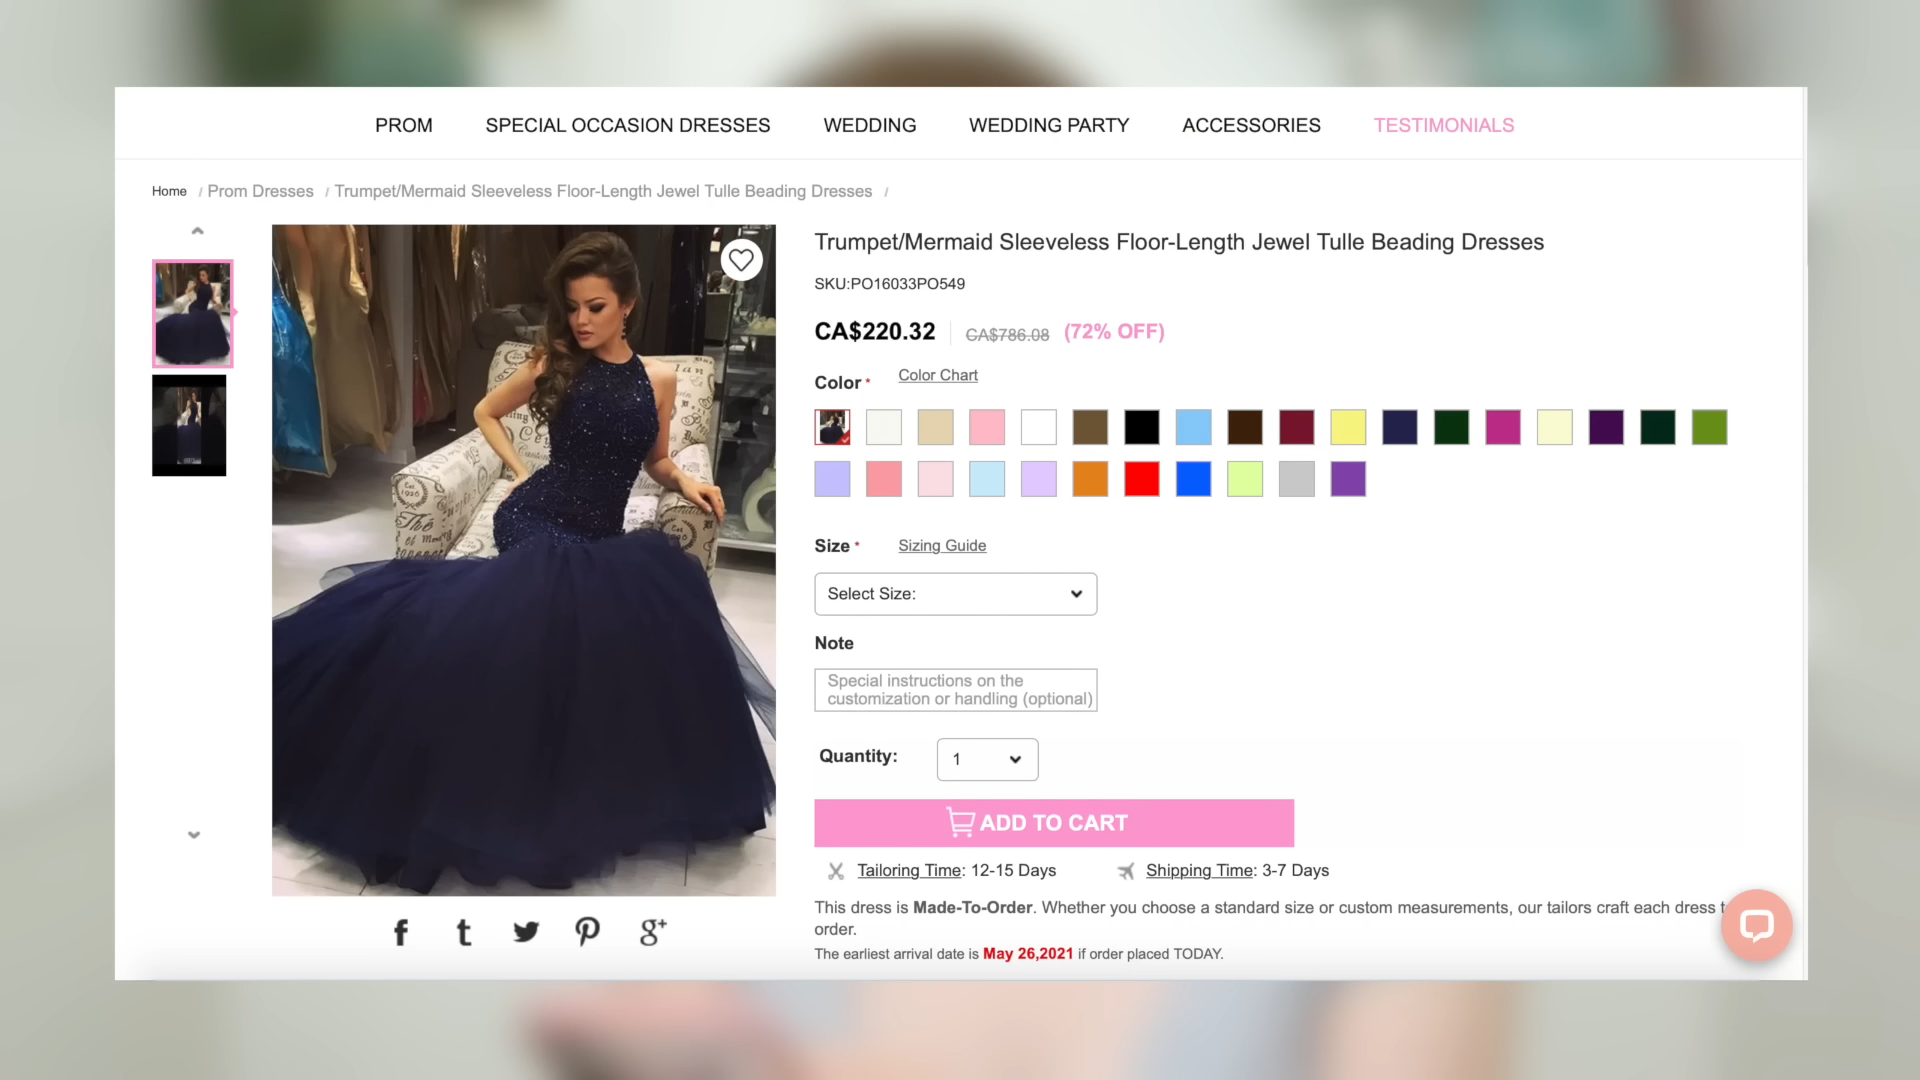 PROM SPECIAL OCCASION DRESSES WEDDING WEDDING PARTY ACCESSORIES TESTIMONIALS
Home / Prom Dresses / Trumpet/Mermaid Sleeveless Floor-Length Jewel Tulle Beading Dresses /
Trumpet/Mermaid Sleeveless Floor-Length Jewel Tulle Beading Dresses
SKU:PO16033PO549
CA$220.32 CA$786.08 (72% OFF)
Color * Color Chart
Size * Sizing Guide
Select Size:
Note
Special instructions on the
customization or handling (optional)
Quantity: 1
ADD TO CART
Tailoring Time: 12-15 Days Shipping Time: 3-7 Days
This dress is Made-To-Order. Whether you choose a standard size or custom measurements, our tailors craft each dress
order.
The earliest arrival date is May 26,2021 if order placed TODAY.